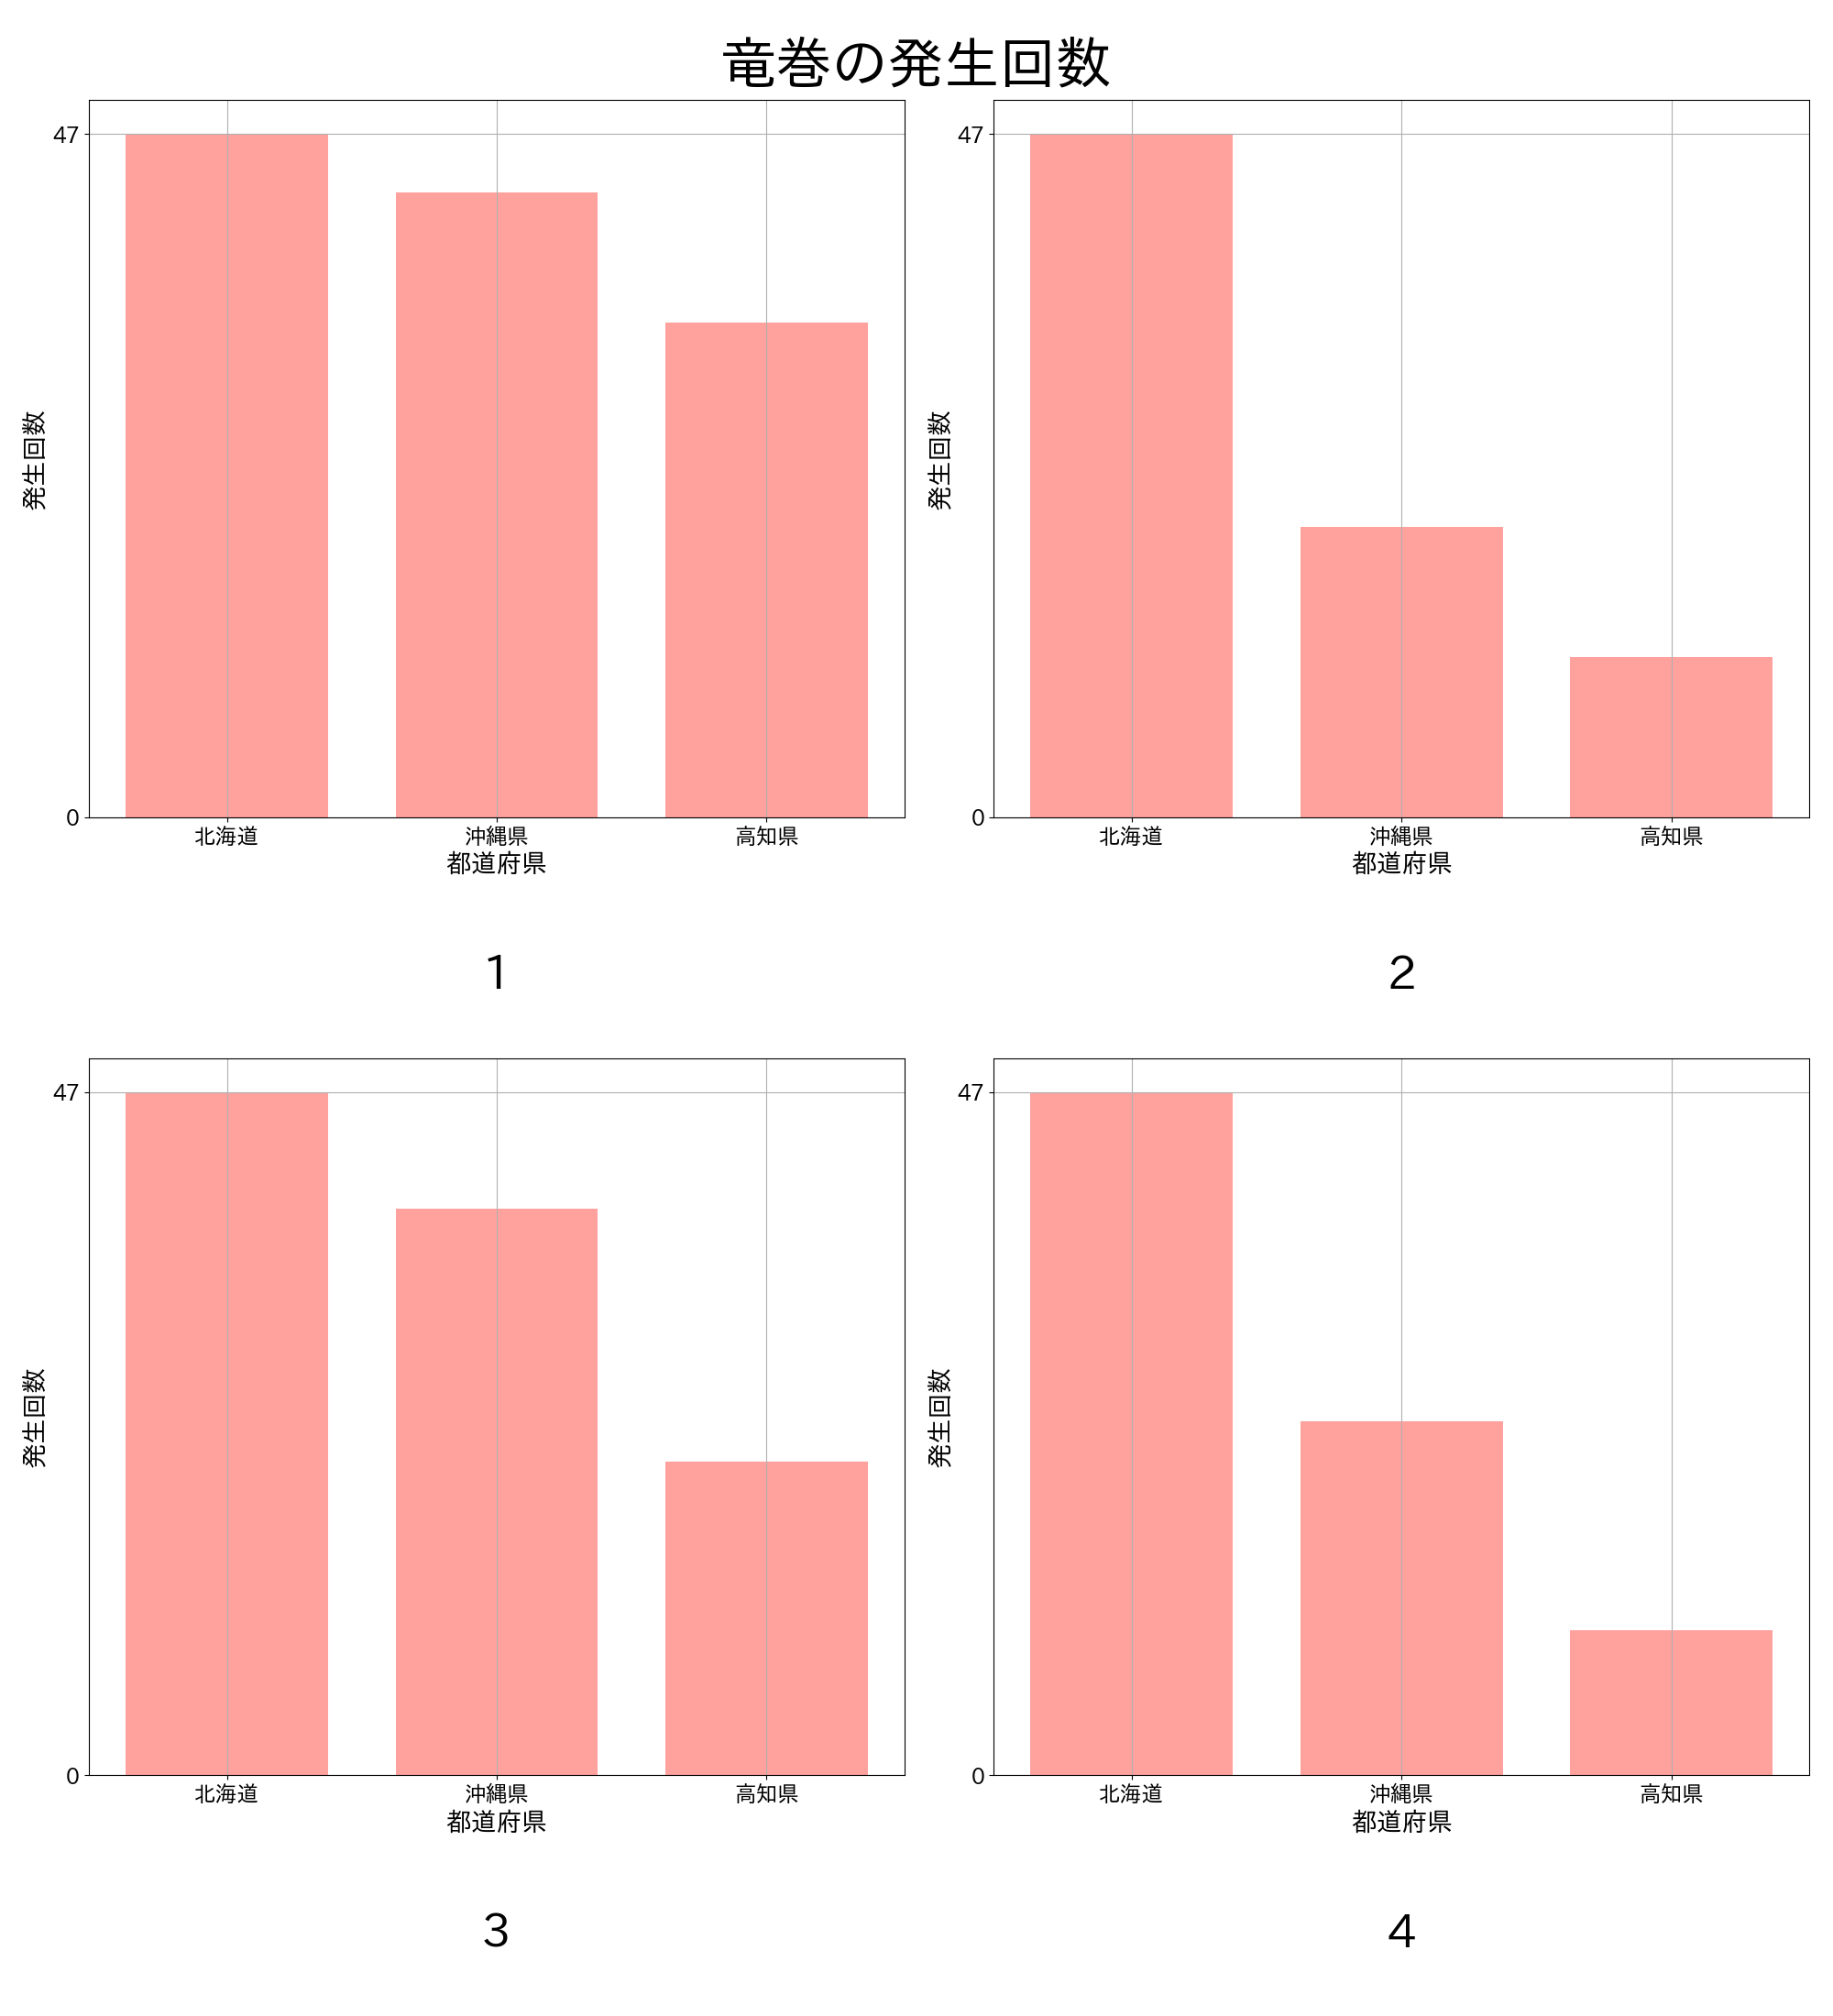 竜巻の発生回数
47
0
発生回数
北海道 沖縄県 高知県
都道府県
1
47
0
発生回数
北海道 沖縄県 高知県
都道府県
2
47
0
発生回数
北海道 沖縄県 高知県
都道府県
3
47
0
発生回数
北海道 沖縄県 高知県
都道府県
4